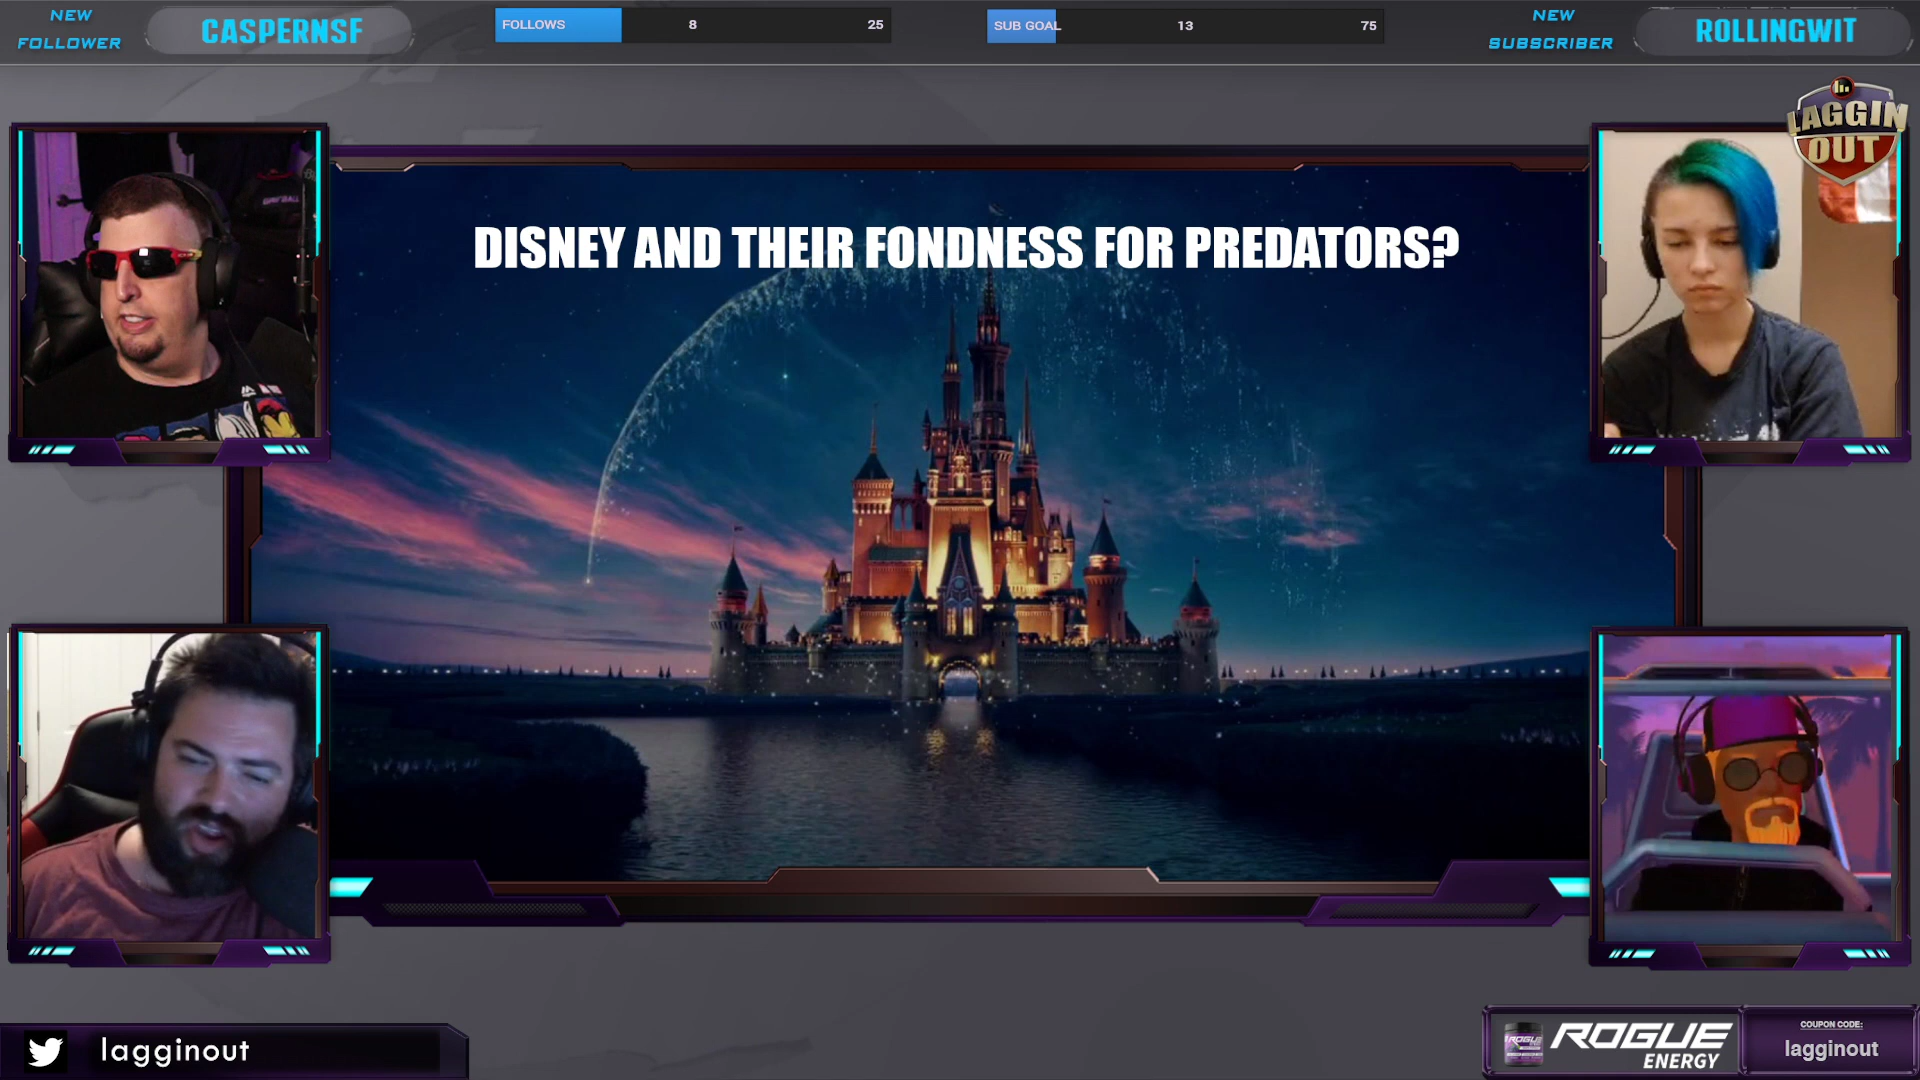 NEW
FOLLOWER
CASPERNSF
FOLLOWS 8 25
SUB GOAL 13 75
NEW
SUBSCRIBER
ROLLINGWIT
LAGGIN
OUT
DISNEY AND THEIR FONDNESS FOR PREDATORS?
lagginout
ROGUE
ROGUE
ENERGY
COUPON CODE:
lagginout